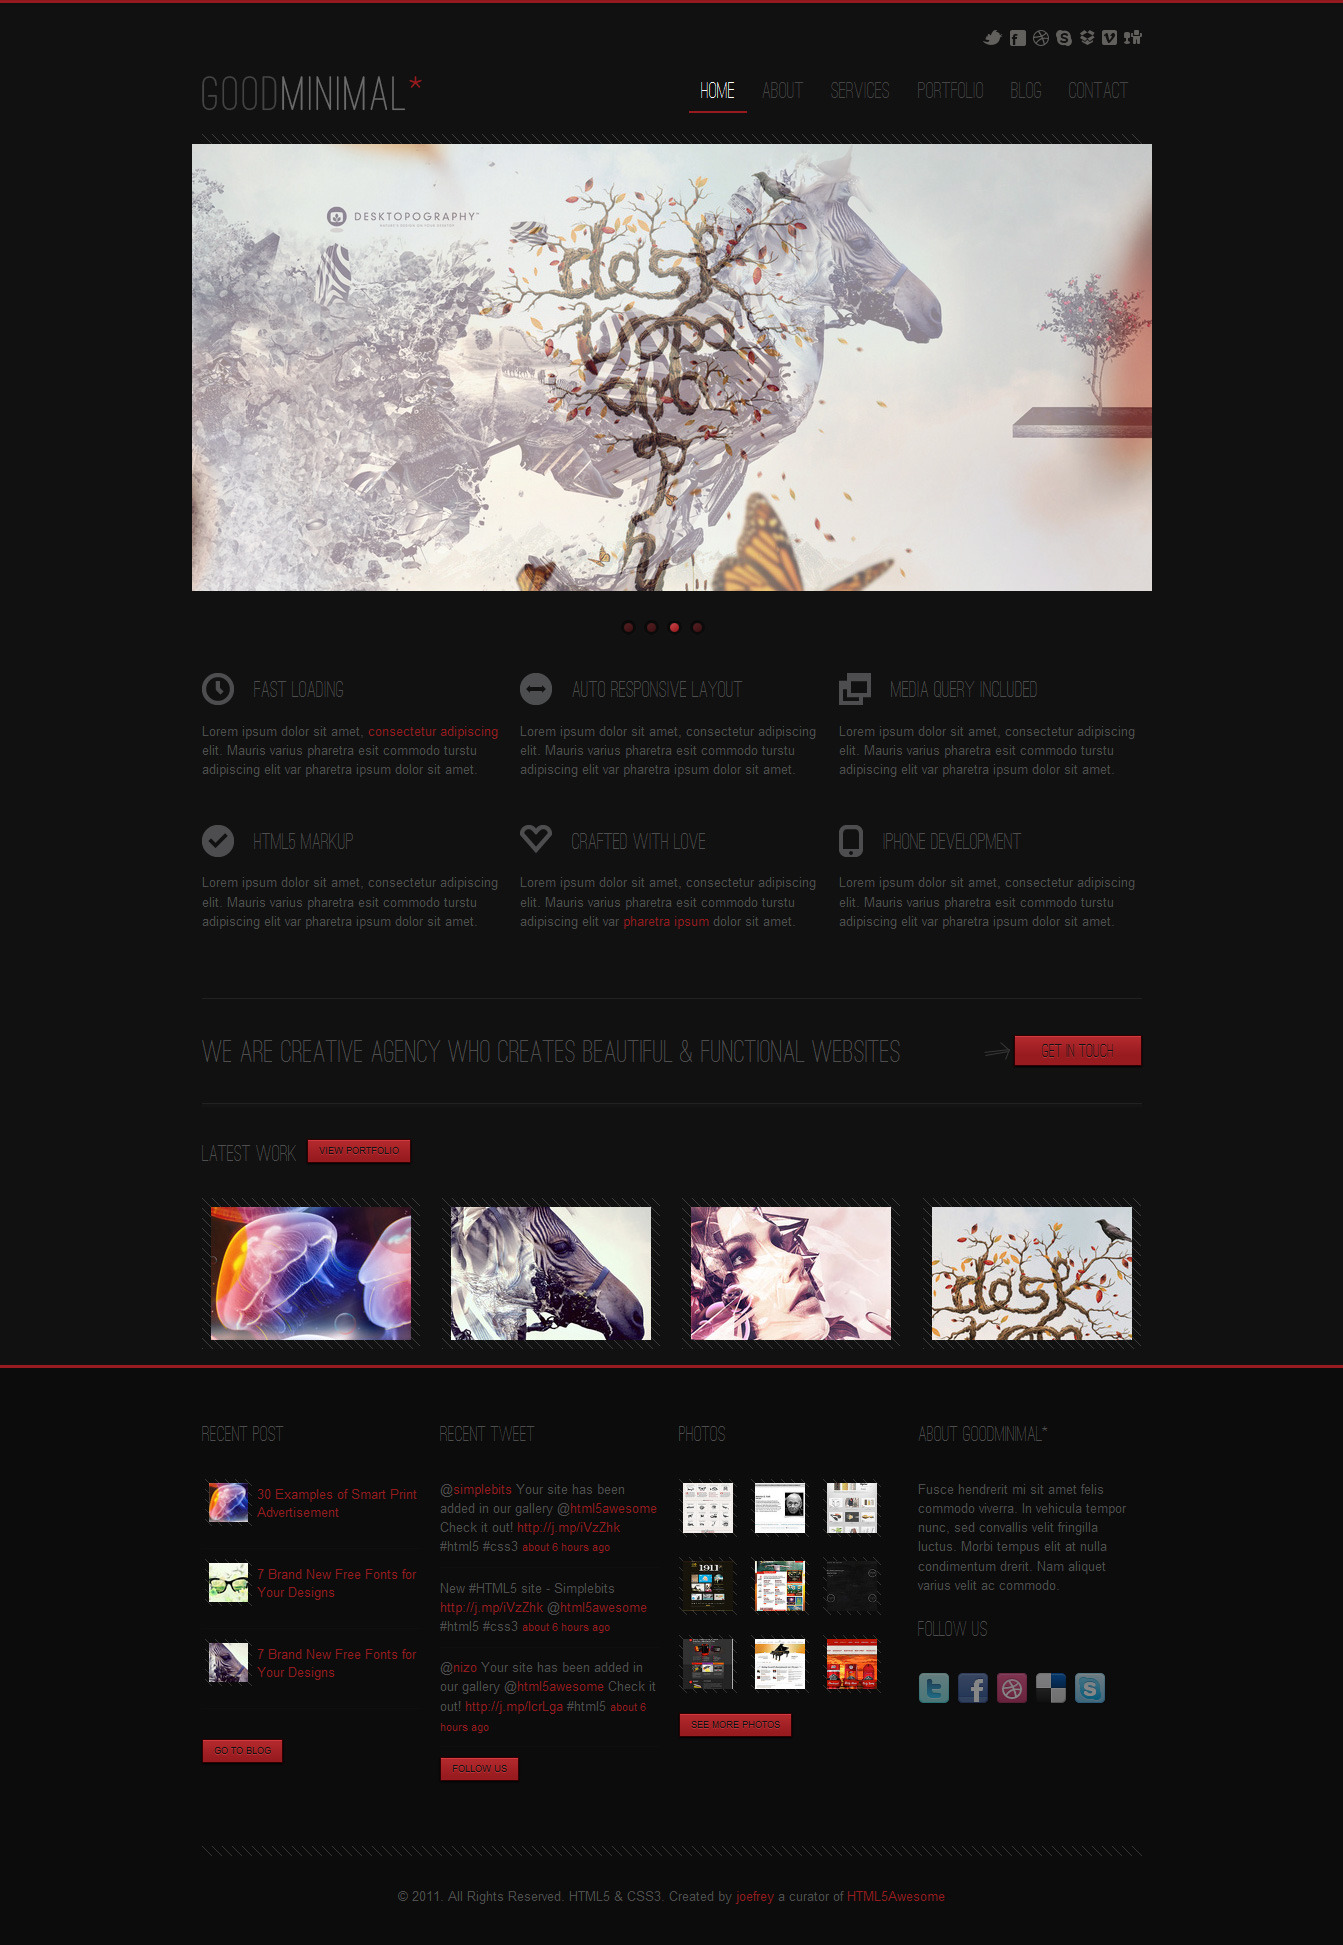 GOODMINIMAL*
HOME ABOUT SERVICES PORTFOLIO BLOG CONTACT
DESKTOPOGRAPHY
dosk
FAST LOADING
Lorem ipsum dolor sit amet, consectetur adipiscing
elit. Mauris varius pharetra esit commodo turstu
adipiscing elit var pharetra ipsum dolor sit amet.
AUTO RESPONSIVE LAYOUT
Lorem ipsum dolor sit amet, consectetur adipiscing
elit. Mauris varius pharetra esit commodo turstu
adipiscing elit var pharetra ipsum dolor sit amet.
MEDIA QUERY INCLUDED
Lorem ipsum dolor sit amet, consectetur adipiscing
elit. Mauris varius pharetra esit commodo turstu
adipiscing elit var pharetra ipsum dolor sit amet.
HTML5 MARKUP
Lorem ipsum dolor sit amet, consectetur adipiscing
elit. Mauris varius pharetra esit commodo turstu
adipiscing elit var pharetra ipsum dolor sit amet.
CRAFTED WITH LOVE
Lorem ipsum dolor sit amet, consectetur adipiscing
elit. Mauris varius pharetra esit commodo turstu
adipiscing elit var pharetra ipsum dolor sit amet.
IPHONE DEVELOPMENT
Lorem ipsum dolor sit amet, consectetur adipiscing
elit. Mauris varius pharetra esit commodo turstu
adipiscing elit var pharetra ipsum dolor sit amet.
WE ARE CREATIVE AGENCY WHO CREATES BEAUTIFUL & FUNCTIONAL WEBSITES
GET IN TOUCH
LATEST WORK
VIEW PORTFOLIO
dosk
RECENT POST
30 Examples of Smart Print
Advertisement
7 Brand New Free Fonts for
Your Designs
7 Brand New Free Fonts for
Your Designs
GO TO BLOG
RECENT TWEET
@simplebits Your site has been
added in our gallery @html5awesome
Check it out! http://j.mp/iVzZhk
#html5 #css3 about 6 hours ago
New #HTML5 site - Simplebits
http://j.mp/iVzZhk @html5awesome
#html5 #css3 about 6 hours ago
@nizo Your site has been added in
our gallery @html5awesome Check it
out! http://j.mp/lcrLga #html5 about 6
hours ago
FOLLOW US
PHOTOS
1911
SEE MORE PHOTOS
ABOUT GOODMINIMAL*
Fusce hendrerit mi sit amet felis
commodo viverra. In vehicula tempor
nunc, sed convallis velit fringilla
luctus. Morbi tempus elit at nulla
condimentum drerit. Nam aliquet
varius velit ac commodo.
FOLLOW US
© 2011. All Rights Reserved. HTML5 & CSS3. Created by joefrey a curator of HTML5Awesome